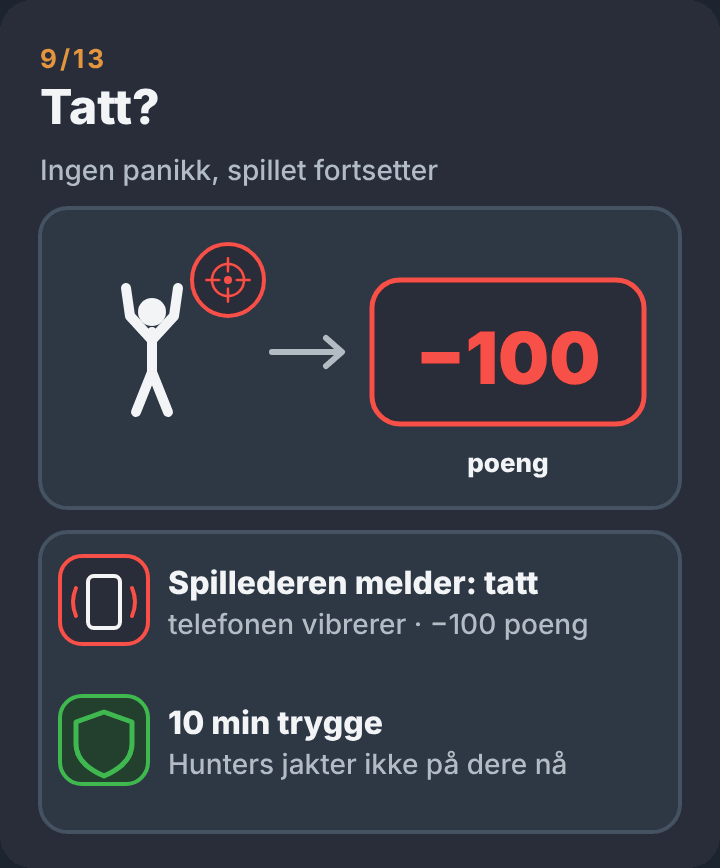 9/13
Tatt?
Ingen panikk, spillet fortsetter
−100
poeng
Spillederen melder: tatt
telefonen vibrerer · −100 poeng
10 min trygge
Hunters jakter ikke på dere nå